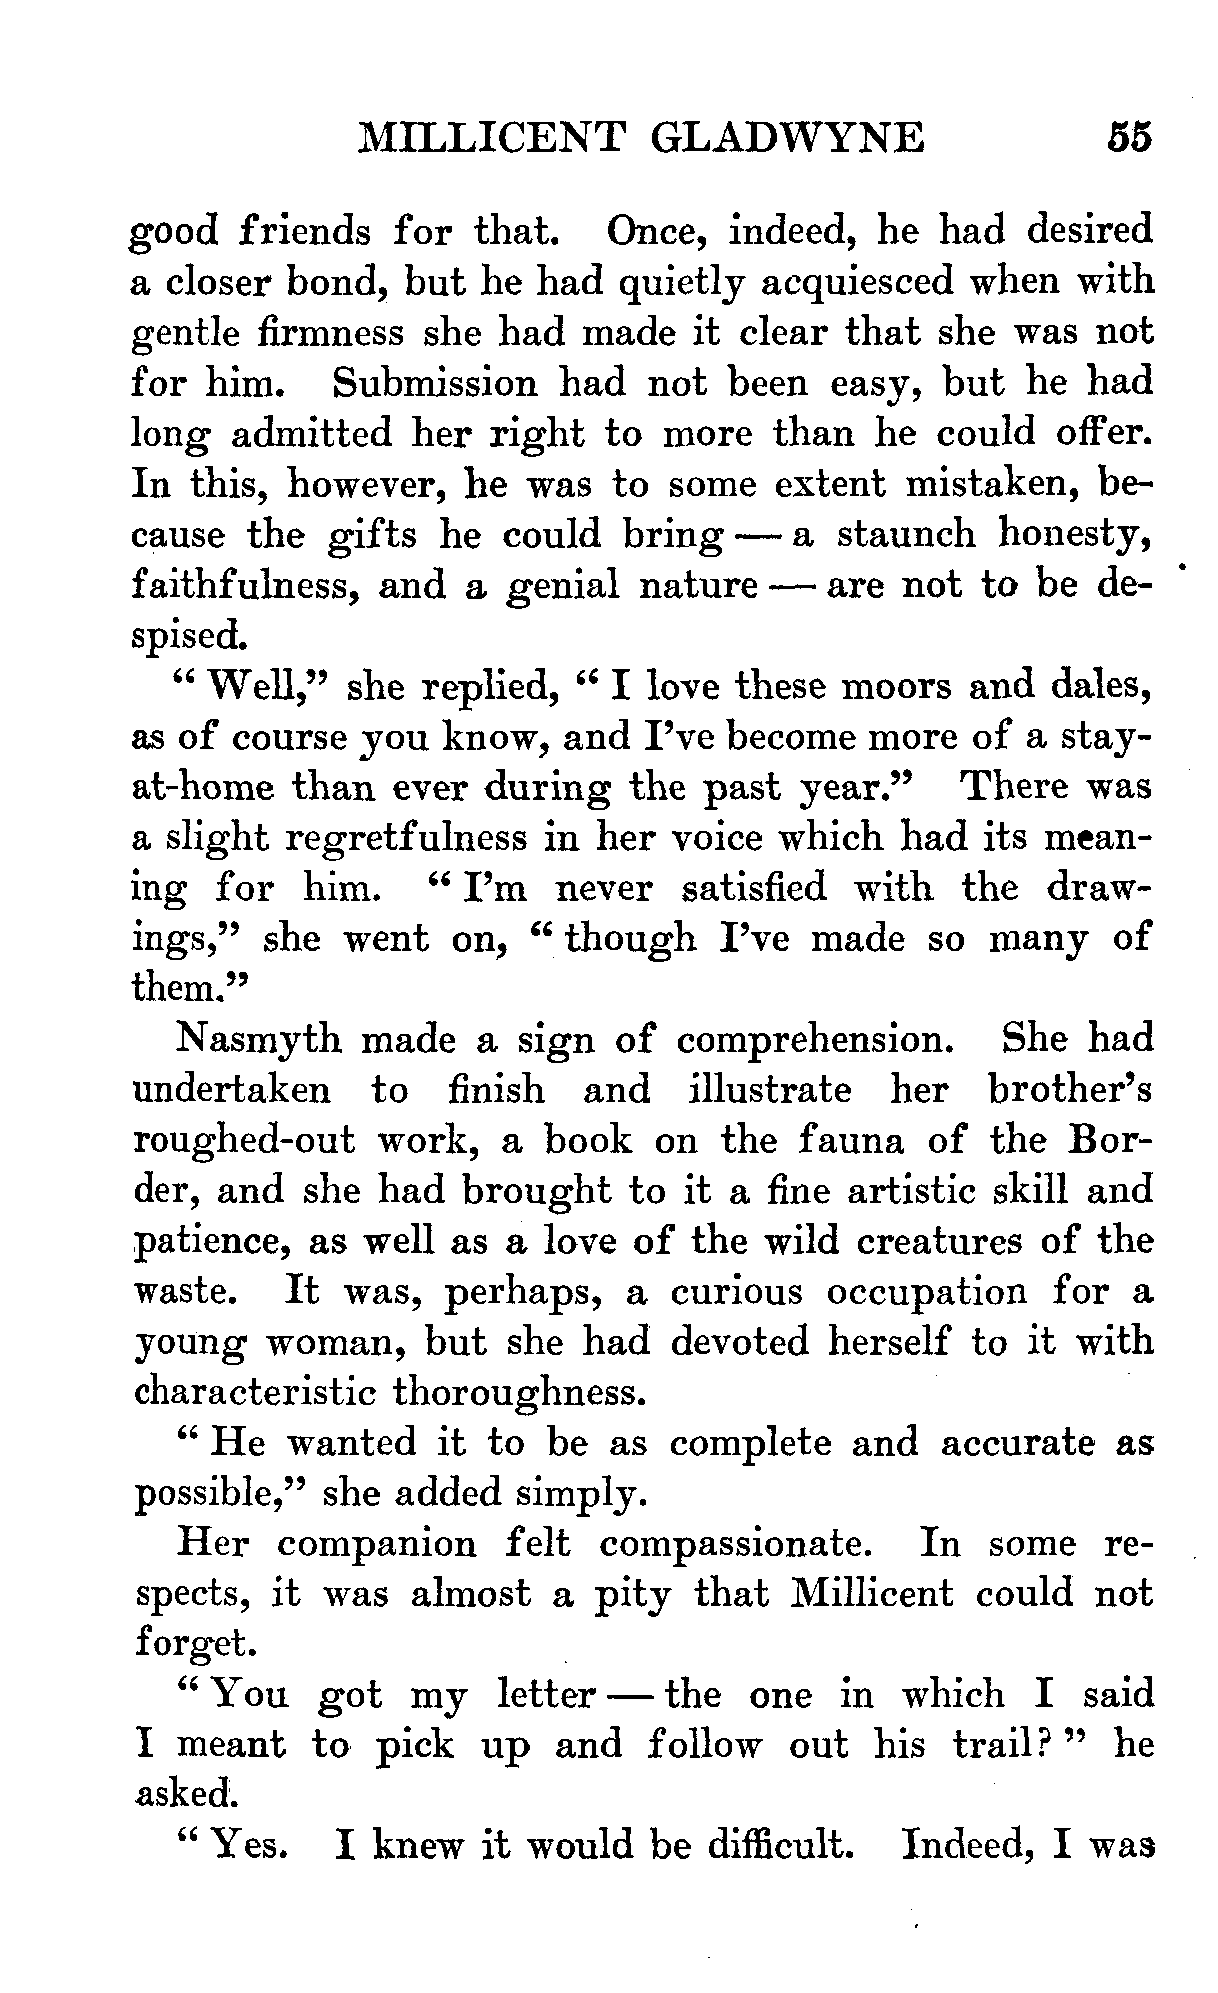 MILLICENT GLADWYNE 55
good friends for that. Once, indeed, he had desired
a closer bond, but he had quietly acquiesced when with
gentle firmness she had made it clear that she was not
for him. Submission had not been easy, but he had
long admitted her right to more than he could offer.
In this, however, he was to some extent mistaken, be-
cause the gifts he could bring — a staunch honesty,
faithfulness, and a genial nature — are not to be de-
spised.
" Well," she replied, " I love these moors and dales,
as of course you know, and I've become more of a stay-
at-home than ever during the past year." There was
a slight regretfulness in her voice which had its mean-
ing for him. " I'm never satisfied with the draw-
ings," she went on, " though I've made so many of
them."
Nasmyth made a sign of comprehension. She had
undertaken to finish and illustrate her brother's
roughed-out work, a book on the fauna of the Bor-
der, and she had brought to it a fine artistic skill and
patience, as well as a love of the wild creatures of the
waste. It was, perhaps, a curious occupation for a
young woman, but she had devoted herself to it with
characteristic thoroughness.
" He wanted it to be as complete and accurate as
possible," she added simply.
Her companion felt compassionate. In some re-
spects, it was almost a pity that Millicent could not
forget.
" You got my letter — the one in which I said
I meant to pick up and follow out his trail? " he
asked.
" Yes. I knew it would be difficult. Indeed, I was